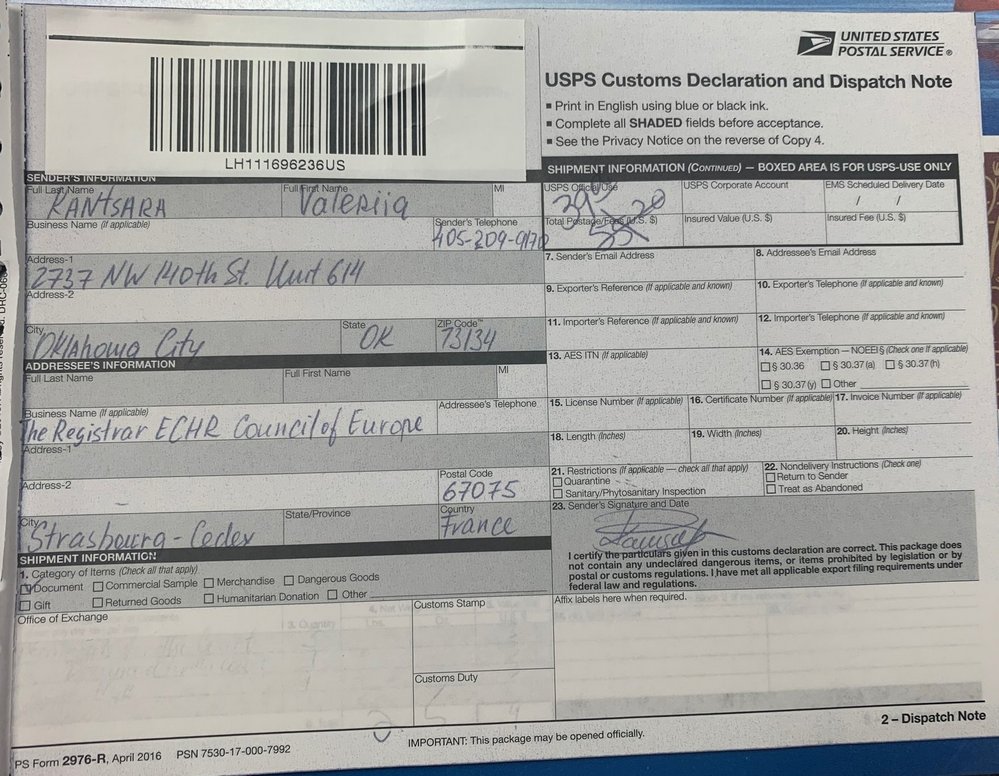 UNITED STATES
POSTAL SERVICE®
USPS Customs Declaration and Dispatch Note
▪ Print in English using blue or black ink.
▪ Complete all SHADED fields before acceptance.
▪ See the Privacy Notice on the reverse of Copy 4.
LH111696236US
SENDER'S INFORMATION
Full Last Name Full First Name MI
KANTSARA Valeriia
Business Name (If applicable) Sender's Telephone
405-209-9170
Address-1
2737 NW 140th St. Unit 614
Address-2
City State ZIP Code™
Oklahoma City OK 73134
ADDRESSEE'S INFORMATION
Full Last Name Full First Name MI
Business Name (If applicable) Addressee's Telephone
The Registrar ECHR Council of Europe
Address-1
Address-2 Postal Code
67075
City State/Province Country
Strasbourg - Cedex France
SHIPMENT INFORMATION
1. Category of Items (Check all that apply)
Document Commercial Sample Merchandise Dangerous Goods
Gift Returned Goods Humanitarian Donation Other
Office of Exchange Customs Stamp
Customs Duty
SHIPMENT INFORMATION (CONTINUED) — BOXED AREA IS FOR USPS-USE ONLY
USPS Official Use USPS Corporate Account EMS Scheduled Delivery Date
/ /
Total Postage/Fees (U.S. $) Insured Value (U.S. $) Insured Fee (U.S. $)
7. Sender's Email Address 8. Addressee's Email Address
9. Exporter's Reference (If applicable and known) 10. Exporter's Telephone (If applicable and known)
11. Importer's Reference (If applicable and known) 12. Importer's Telephone (If applicable and known)
13. AES ITN (If applicable) 14. AES Exemption — NOEEI § (Check one if applicable)
§ 30.36 § 30.37 (a) § 30.37 (h)
§ 30.37 (y) Other
15. License Number (If applicable) 16. Certificate Number (If applicable) 17. Invoice Number (If applicable)
18. Length (Inches) 19. Width (Inches) 20. Height (Inches)
21. Restrictions (If applicable — check all that apply) 22. Nondelivery Instructions (Check one)
Quarantine Return to Sender
Sanitary/Phytosanitary Inspection Treat as Abandoned
23. Sender's Signature and Date
I certify the particulars given in this customs declaration are correct. This package does
not contain any undeclared dangerous items, or items prohibited by legislation or by
postal or customs regulations. I have met all applicable export filing requirements under
federal law and regulations.
Affix labels here when required.
2 – Dispatch Note
PS Form 2976-R, April 2016 PSN 7530-17-000-7992 IMPORTANT: This package may be opened officially.